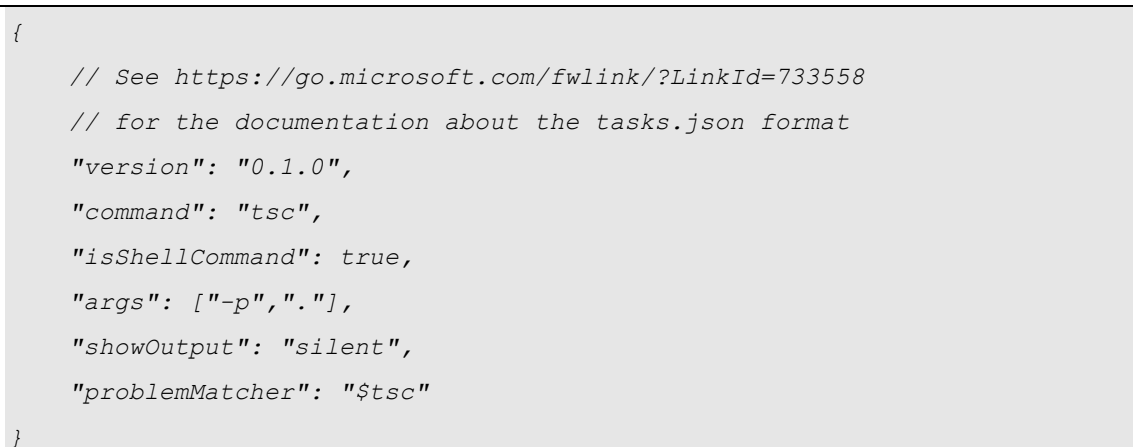 {
// See https://go.microsoft.com/fwlink/?LinkId=733558
// for the documentation about the tasks.json format
"version": "0.1.0",
"command": "tsc",
"isShellCommand": true,
"args": ["-p","."],
"showOutput": "silent",
"problemMatcher": "$tsc"
}